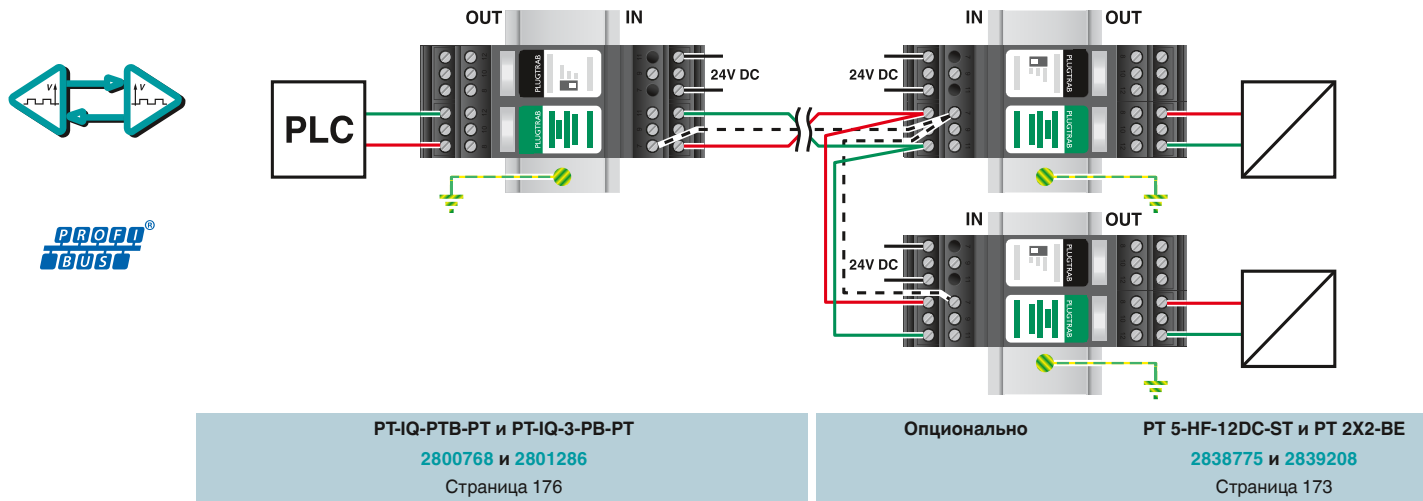 OUT IN IN OUT
PLUGTRAB PLUGTRAB
24V DC 24V DC
PLC
PLUGTRAB PLUGTRAB
PROFI®
BUS
IN OUT
PLUGTRAB
24V DC
PLUGTRAB
PT-IQ-PTB-PT и PT-IQ-3-PB-PT
2800768 и 2801286
Страница 176
Опционально PT 5-HF-12DC-ST и PT 2X2-BE
2838775 и 2839208
Страница 173